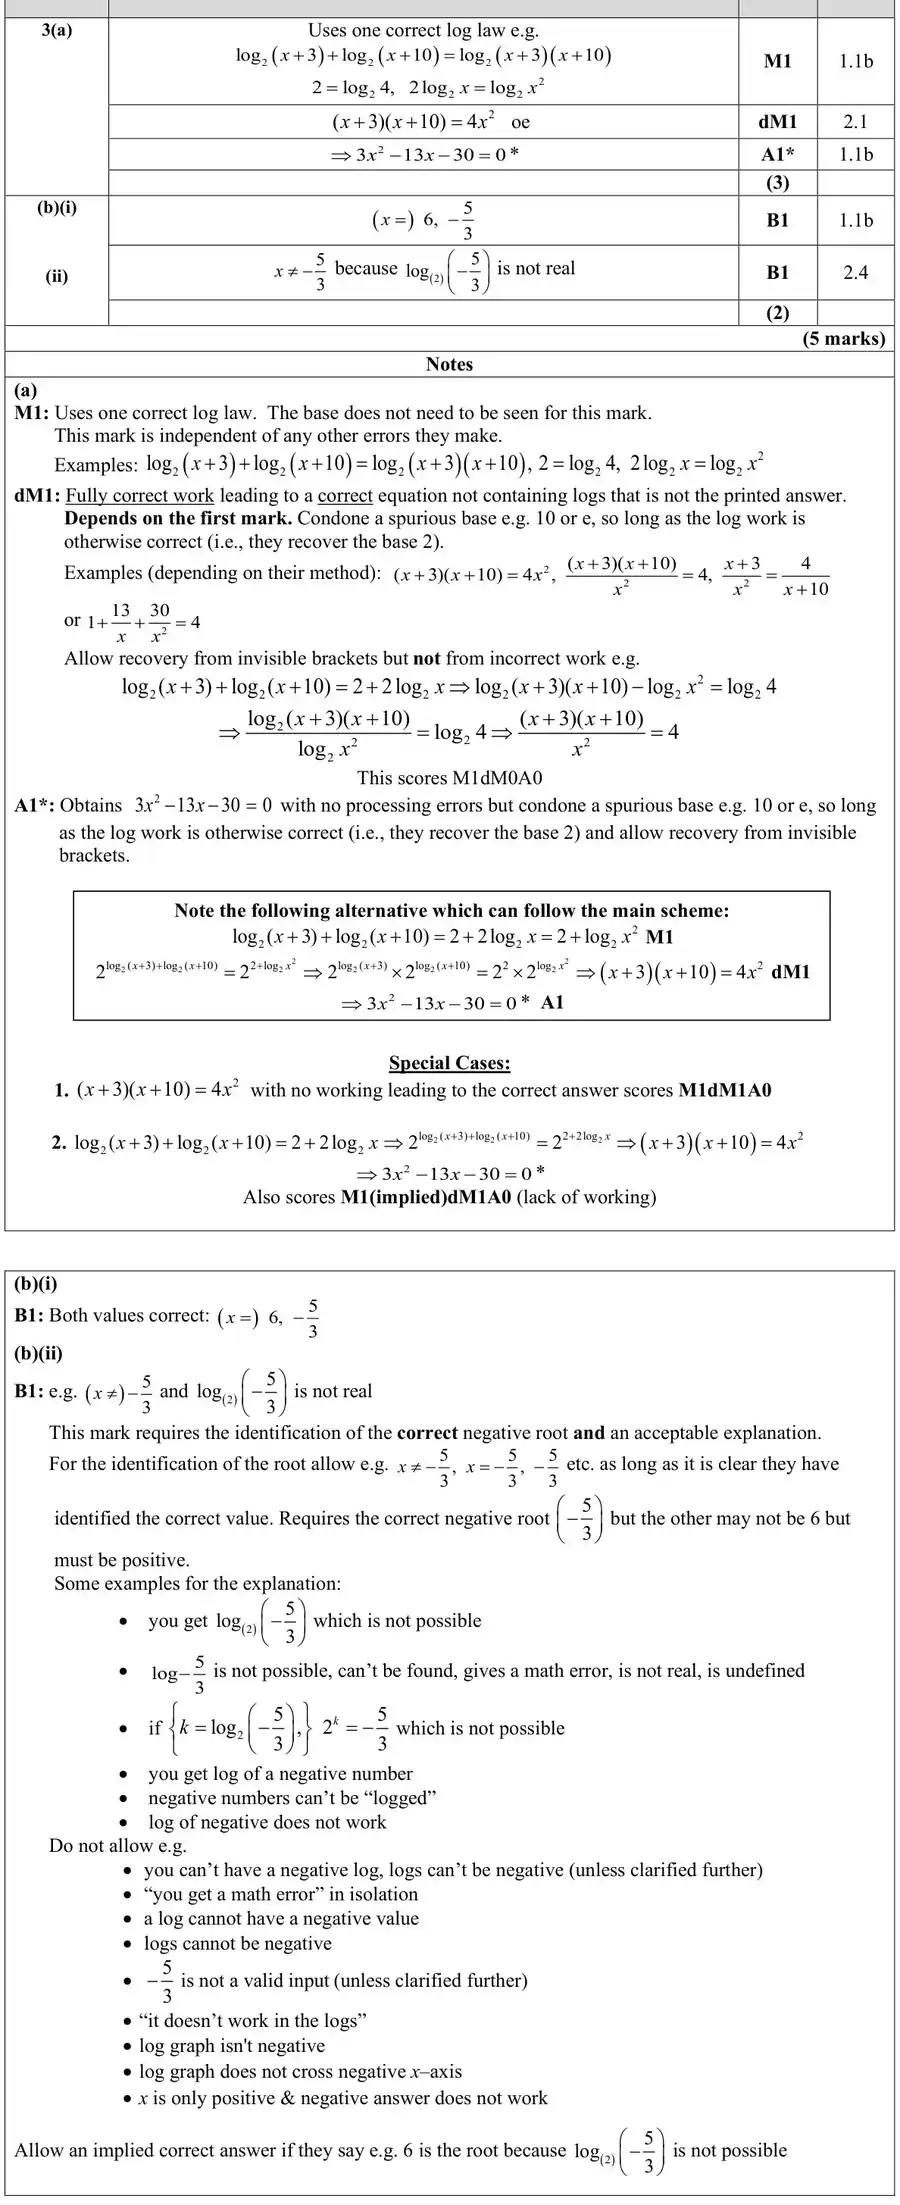 3(a) Uses one correct log law e.g.
log₂(x+3)+log₂(x+10)=log₂(x+3)(x+10)
2=log₂4, 2log₂x=log₂x² M1 1.1b
(x+3)(x+10)=4x² oe dM1 2.1
⇒3x²−13x−30=0* A1* 1.1b
(3)
(b)(i) (x=) 6, −5/3 B1 1.1b
(ii) x≠−5/3 because log₍₂₎(−5/3) is not real B1 2.4
(2)
(5 marks)
Notes
(a)
M1: Uses one correct log law. The base does not need to be seen for this mark.
This mark is independent of any other errors they make.
Examples: log₂(x+3)+log₂(x+10)=log₂(x+3)(x+10), 2=log₂4, 2log₂x=log₂x²
dM1: Fully correct work leading to a correct equation not containing logs that is not the printed answer.
Depends on the first mark. Condone a spurious base e.g. 10 or e, so long as the log work is
otherwise correct (i.e., they recover the base 2).
Examples (depending on their method): (x+3)(x+10)=4x², (x+3)(x+10)/x²=4, (x+3)/x²=4/(x+10)
or 1+13/x+30/x²=4
Allow recovery from invisible brackets but not from incorrect work e.g.
log₂(x+3)+log₂(x+10)=2+2log₂x⇒log₂(x+3)(x+10)−log₂x²=log₂4
⇒log₂(x+3)(x+10)/log₂x²=log₂4⇒(x+3)(x+10)/x²=4
This scores M1dM0A0
A1*: Obtains 3x²−13x−30=0 with no processing errors but condone a spurious base e.g. 10 or e, so long
as the log work is otherwise correct (i.e., they recover the base 2) and allow recovery from invisible
brackets.
Note the following alternative which can follow the main scheme:
log₂(x+3)+log₂(x+10)=2+2log₂x=2+log₂x² M1
2^(log₂(x+3)+log₂(x+10))=2^(2+log₂x²)⇒2^(log₂(x+3))×2^(log₂(x+10))=2²×2^(log₂x²)⇒(x+3)(x+10)=4x² dM1
⇒3x²−13x−30=0* A1
Special Cases:
1. (x+3)(x+10)=4x² with no working leading to the correct answer scores M1dM1A0
2. log₂(x+3)+log₂(x+10)=2+2log₂x⇒2^(log₂(x+3)+log₂(x+10))=2^(2+2log₂x)⇒(x+3)(x+10)=4x²
⇒3x²−13x−30=0*
Also scores M1(implied)dM1A0 (lack of working)
(b)(i)
B1: Both values correct: (x=) 6, −5/3
(b)(ii)
B1: e.g. (x≠)−5/3 and log₍₂₎(−5/3) is not real
This mark requires the identification of the correct negative root and an acceptable explanation.
For the identification of the root allow e.g. x≠−5/3, x=−5/3, −5/3 etc. as long as it is clear they have
identified the correct value. Requires the correct negative root (−5/3) but the other may not be 6 but
must be positive.
Some examples for the explanation:
• you get log₍₂₎(−5/3) which is not possible
• log−5/3 is not possible, can’t be found, gives a math error, is not real, is undefined
• if {k=log₂(−5/3),} 2^k=−5/3 which is not possible
• you get log of a negative number
• negative numbers can’t be “logged”
• log of negative does not work
Do not allow e.g.
• you can’t have a negative log, logs can’t be negative (unless clarified further)
• “you get a math error” in isolation
• a log cannot have a negative value
• logs cannot be negative
• −5/3 is not a valid input (unless clarified further)
• “it doesn’t work in the logs”
• log graph isn't negative
• log graph does not cross negative x–axis
• x is only positive & negative answer does not work
Allow an implied correct answer if they say e.g. 6 is the root because log₍₂₎(−5/3) is not possible